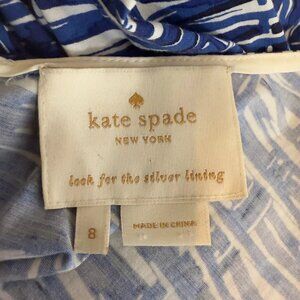 kate spade
NEW YORK
look for the silver lining
8
MADE IN CHINA